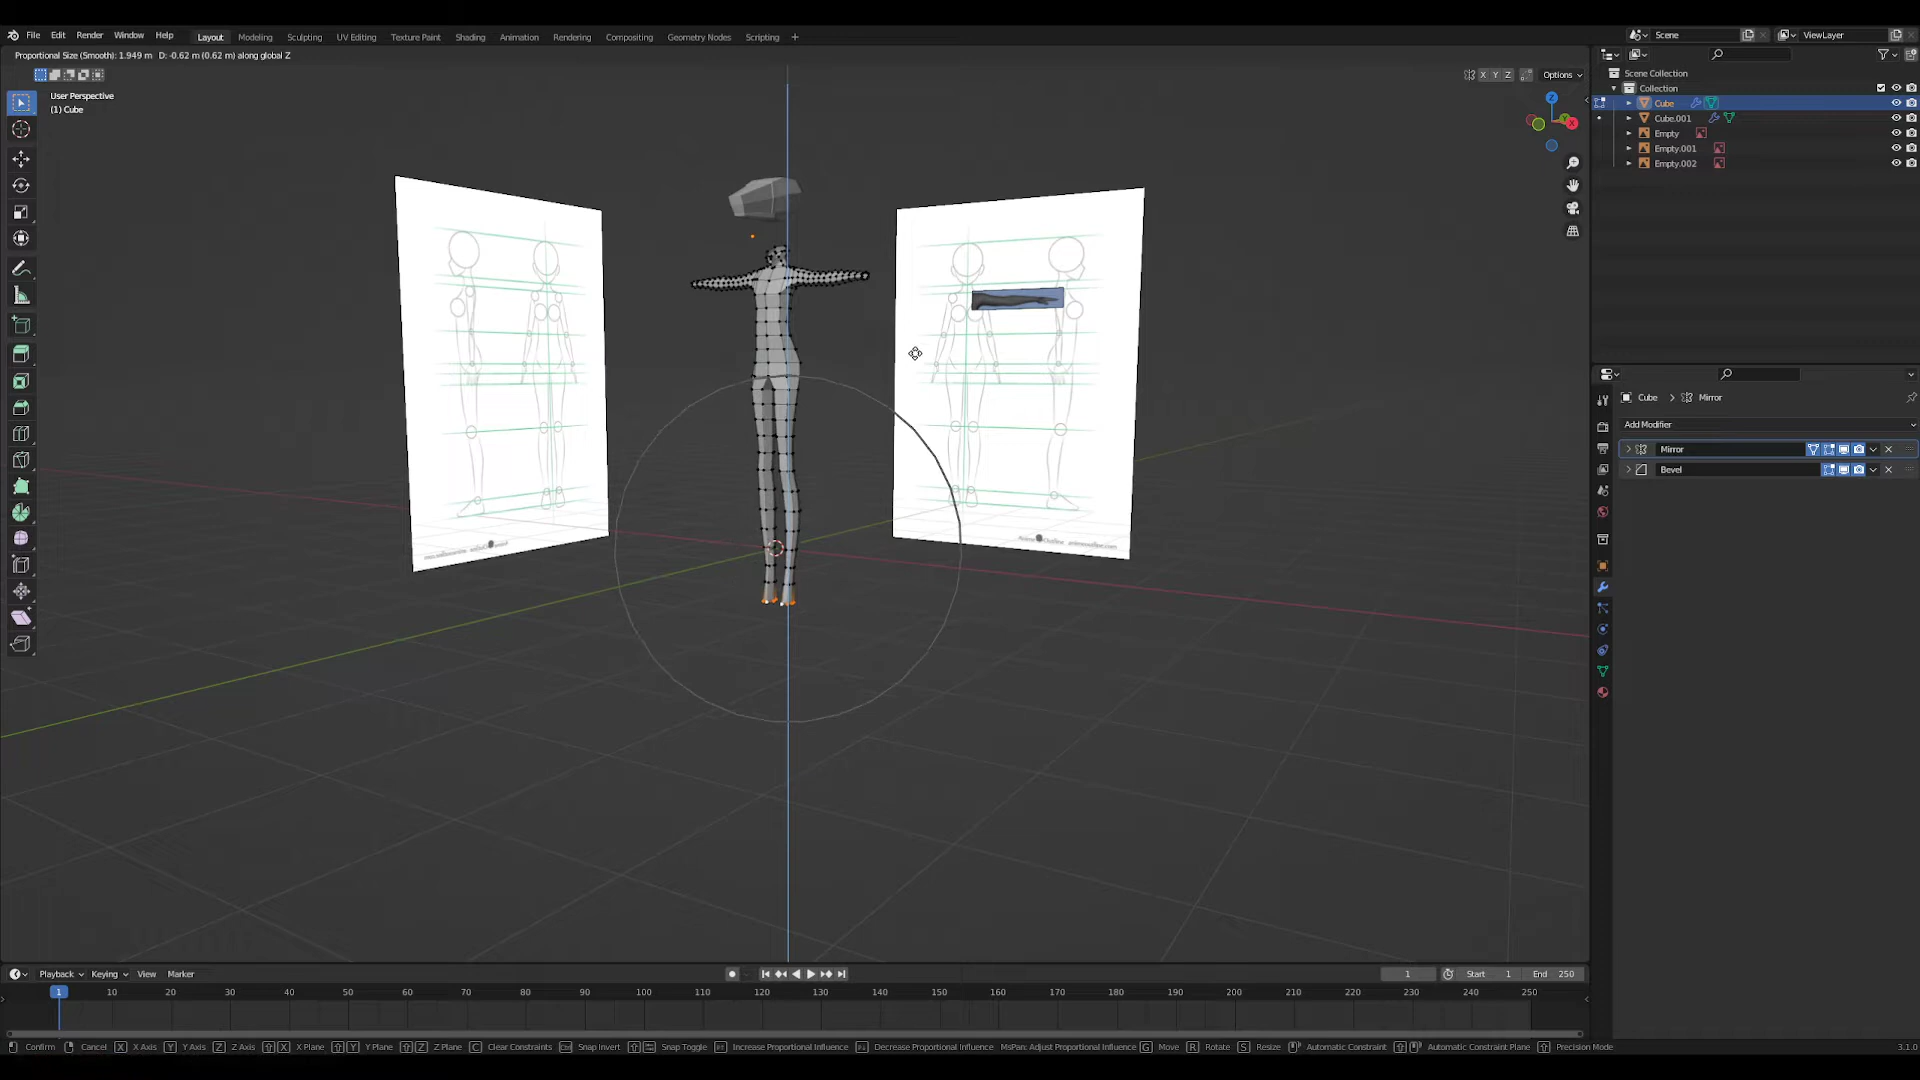 File Edit Render Window Help Layout Modeling Sculpting UV Editing Texture Paint Shading Animation Rendering Compositing Geometry Nodes Scripting + Scene ViewLayer
Proportional Size (Smooth): 1.949 m D: -0.62 m (0.62 m) along global Z
X Y Z Options
User Perspective
(1) Cube
Z
X
Scene Collection
Collection
Cube
Cube.001
Empty
Empty.001
Empty.002
Cube > Mirror
Add Modifier
Mirror
Bevel
Playback Keying View Marker 1 Start 1 End 250
1 10 20 30 40 50 60 70 80 90 100 110 120 130 140 150 160 170 180 190 200 210 220 230 240 250
Confirm Cancel X X Axis Y Y Axis Z Z Axis X X Plane Y Y Plane Z Z Plane C Clear Constraints Snap Invert Snap Toggle Increase Proportional Influence Decrease Proportional Influence MsPan: Adjust Proportional Influence G Move R Rotate S Resize Automatic Constraint Automatic Constraint Plane Precision Mode 3.1.0